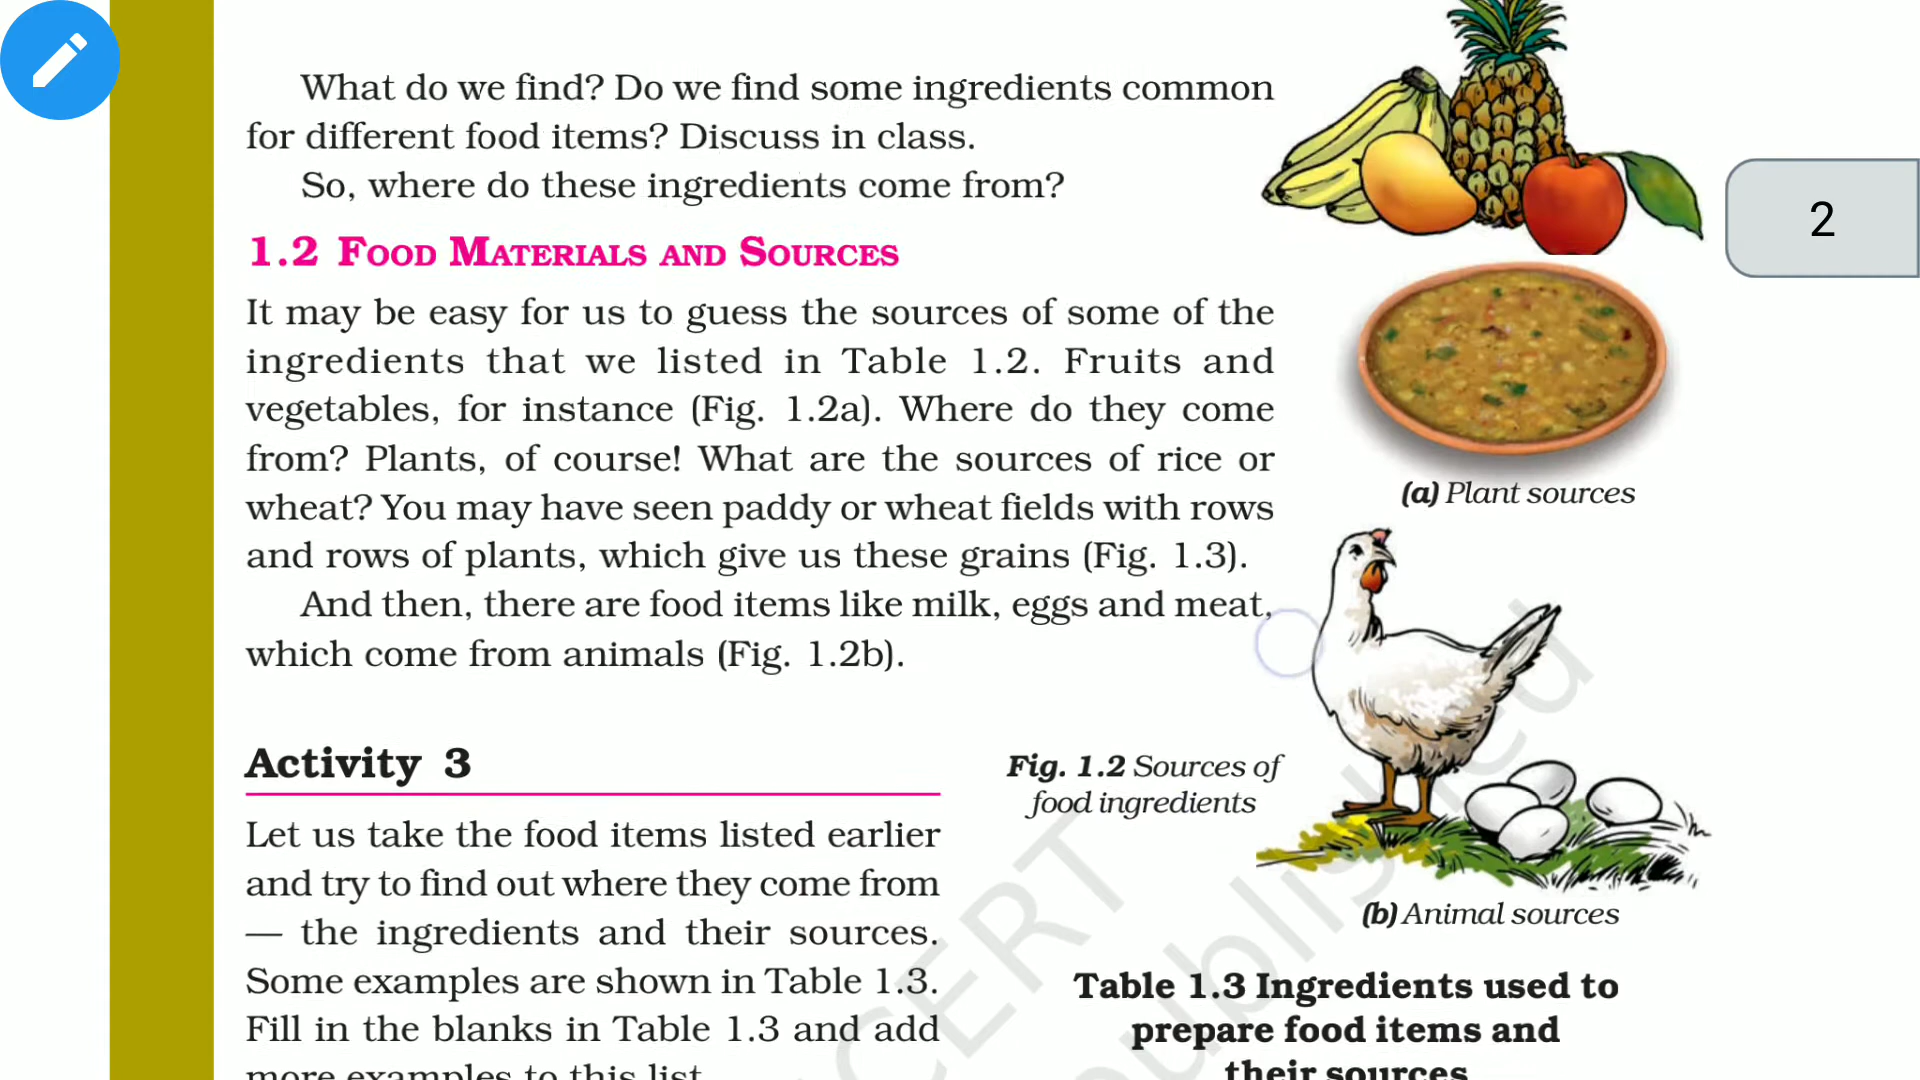 What do we find? Do we find some ingredients common
for different food items? Discuss in class.
So, where do these ingredients come from?
1.2 FOOD MATERIALS AND SOURCES
It may be easy for us to guess the sources of some of the
ingredients that we listed in Table 1.2. Fruits and
vegetables, for instance (Fig. 1.2a). Where do they come
from? Plants, of course! What are the sources of rice or
wheat? You may have seen paddy or wheat fields with rows
and rows of plants, which give us these grains (Fig. 1.3).
And then, there are food items like milk, eggs and meat,
which come from animals (Fig. 1.2b).
Activity 3
Let us take the food items listed earlier
and try to find out where they come from
— the ingredients and their sources.
Some examples are shown in Table 1.3.
Fill in the blanks in Table 1.3 and add
more examples to this list.
2
(a) Plant sources
Fig. 1.2 Sources of
food ingredients
(b) Animal sources
Table 1.3 Ingredients used to
prepare food items and
their sources